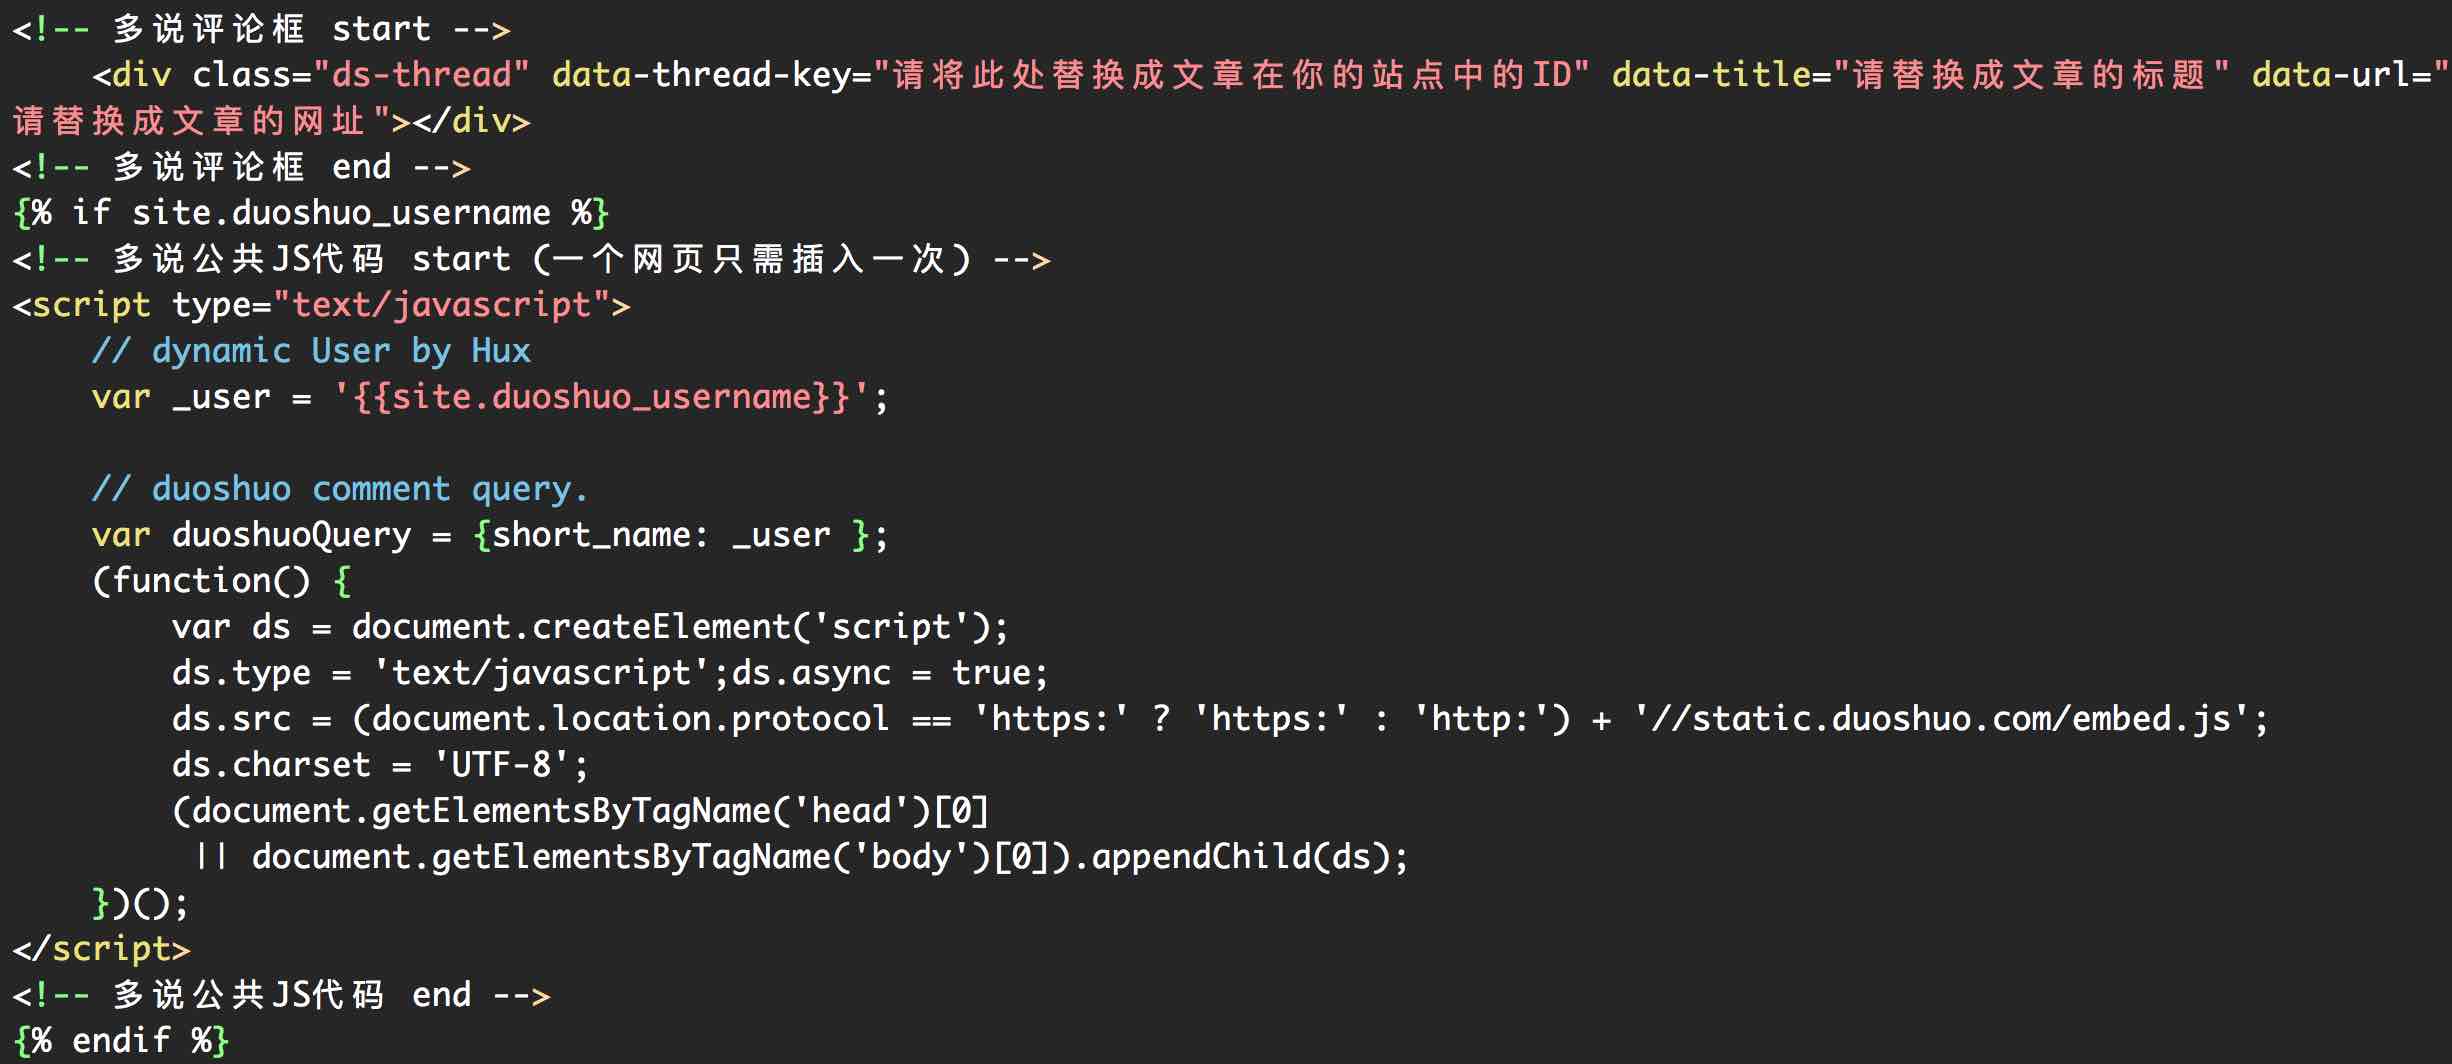 <!-- 多说评论框 start -->
    <div class="ds-thread" data-thread-key="请将此处替换成文章在你的站点中的ID" data-title="请替换成文章的标题" data-url="
请替换成文章的网址"></div>
<!-- 多说评论框 end -->
{% if site.duoshuo_username %}
<!-- 多说公共JS代码 start (一个网页只需插入一次) -->
<script type="text/javascript">
    // dynamic User by Hux
    var _user = '{{site.duoshuo_username}}';

    // duoshuo comment query.
    var duoshuoQuery = {short_name: _user };
    (function() {
        var ds = document.createElement('script');
        ds.type = 'text/javascript';ds.async = true;
        ds.src = (document.location.protocol == 'https:' ? 'https:' : 'http:') + '//static.duoshuo.com/embed.js';
        ds.charset = 'UTF-8';
        (document.getElementsByTagName('head')[0]
         || document.getElementsByTagName('body')[0]).appendChild(ds);
    })();
</script>
<!-- 多说公共JS代码 end -->
{% endif %}